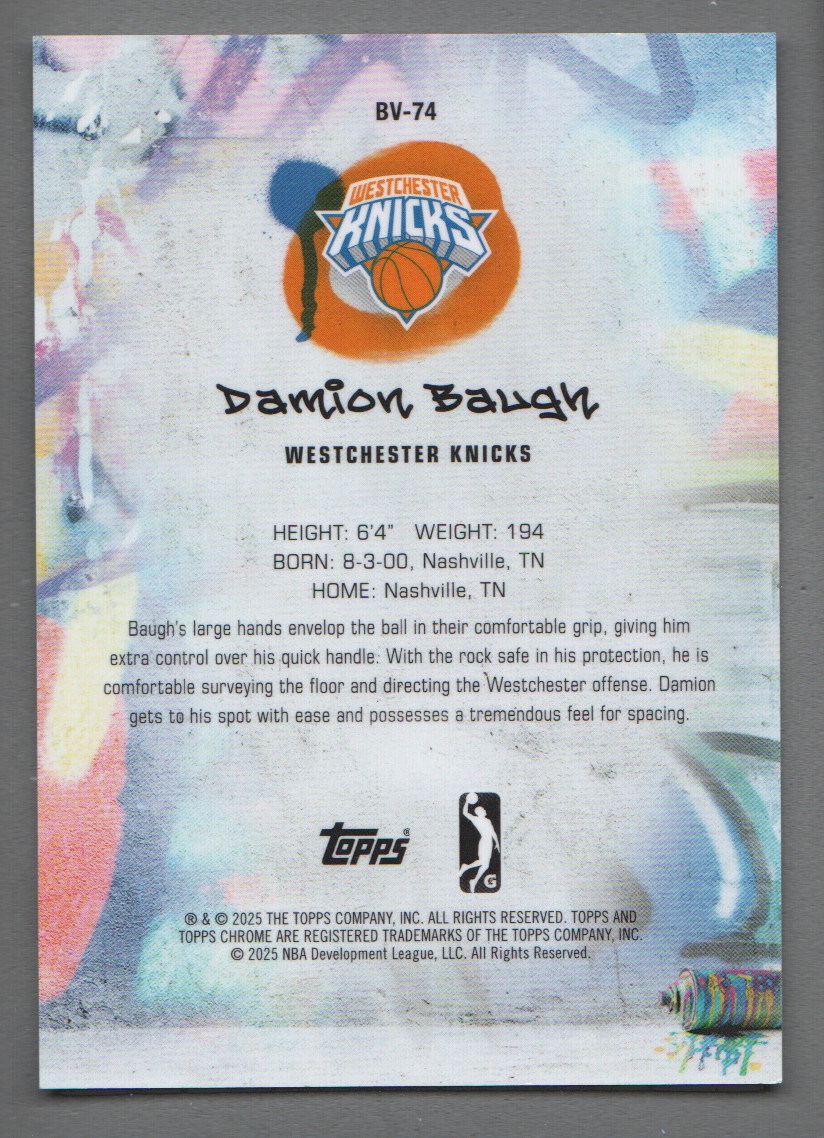 BV-74
WESTCHESTER
KNICKS
Damion Baugh
WESTCHESTER KNICKS
HEIGHT: 6'4" WEIGHT: 194
BORN: 8-3-00, Nashville, TN
HOME: Nashville, TN
Baugh's large hands envelop the ball in their comfortable grip, giving him
extra control over his quick handle. With the rock safe in his protection, he is
comfortable surveying the floor and directing the Westchester offense. Damion
gets to his spot with ease and possesses a tremendous feel for spacing.
Topps®
G
® & © 2025 THE TOPPS COMPANY, INC. ALL RIGHTS RESERVED. TOPPS AND
TOPPS CHROME ARE REGISTERED TRADEMARKS OF THE TOPPS COMPANY, INC.
© 2025 NBA Development League, LLC. All Rights Reserved.